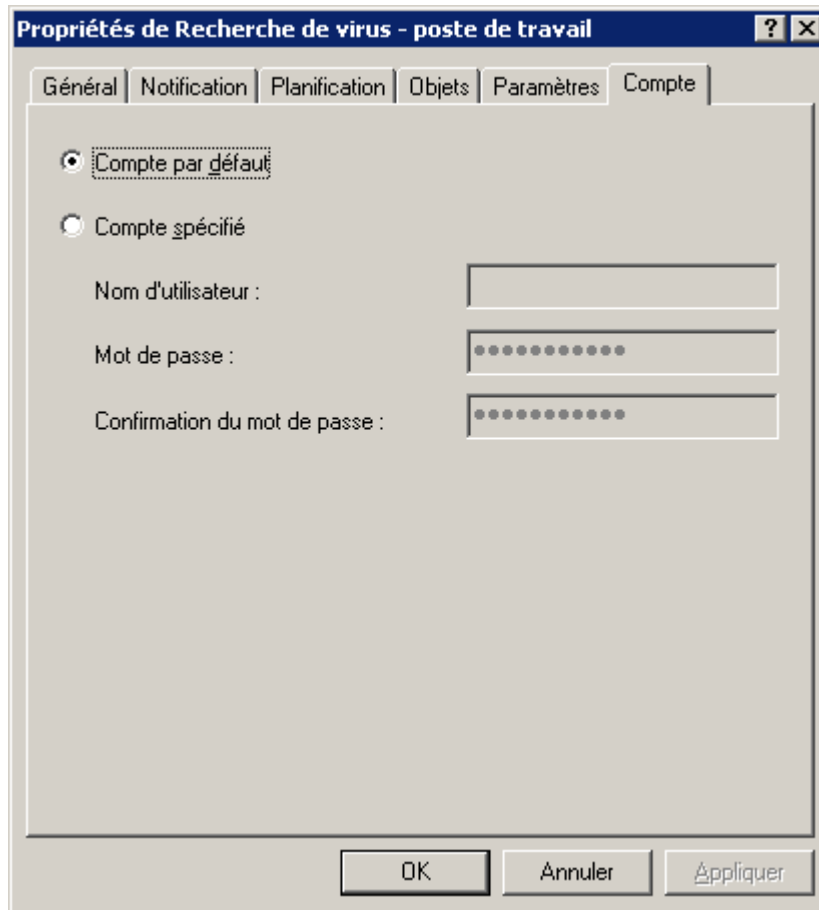 Propriétés de Recherche de virus - poste de travail
Général Notification Planification Objets Paramètres Compte
Compte par défaut
Compte spécifié
Nom d'utilisateur :
Mot de passe :
Confirmation du mot de passe :
OK Annuler Appliquer